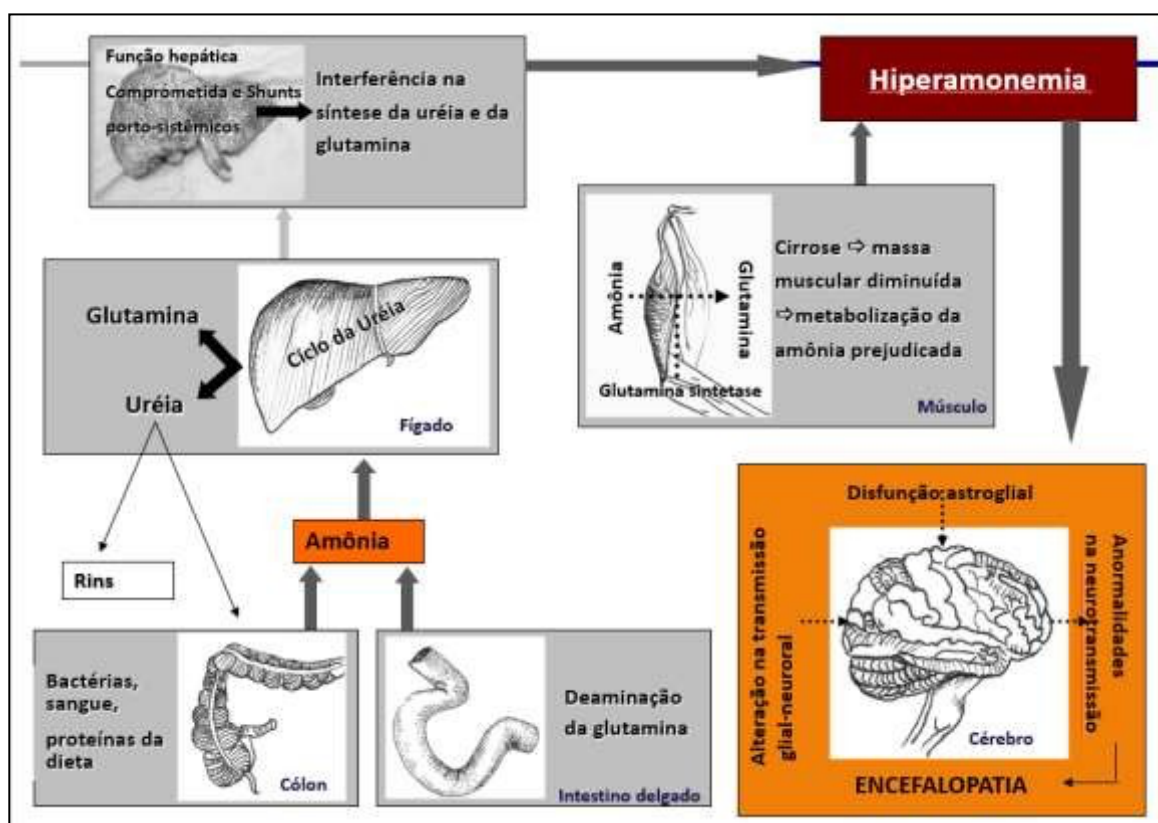 Função hepática
Comprometida e Shunts
porto-sistêmicos
Interferência na
síntese da uréia e da
glutamina
Hiperamonemia
Amônia
Glutamina
Glutamina sintetase
Cirrose ⇨ massa
muscular diminuída
⇨metabolização da
amônia prejudicada
Músculo
Glutamina
Uréia
Ciclo da Uréia
Fígado
Amônia
Rins
Bactérias,
sangue,
proteínas da
dieta
Cólon
Deaminação
da glutamina
Intestino delgado
Disfunção astroglial
Alteração na transmissão
glial-neuroral
Anormalidades
na neurotransmissão
Cérebro
ENCEFALOPATIA